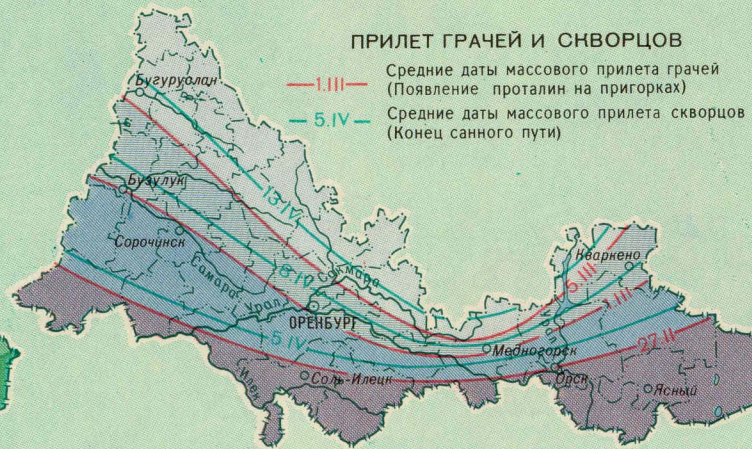 ПРИЛЕТ ГРАЧЕЙ И СКВОРЦОВ
1.III
Средние даты массового прилета грачей
(Появление проталин на пригорках)
5.IV
Средние даты массового прилета скворцов
(Конец санного пути)
Бугуруслан
Бузулук
13.IV
Сорочинск
Кваркено
Самара
8.IV
Сакмара
5.III
Урал
1.III
Урал
ОРЕНБУРГ
5.IV
27.II
Медногорск
Илек
Соль-Илецк
Орск
Ясный